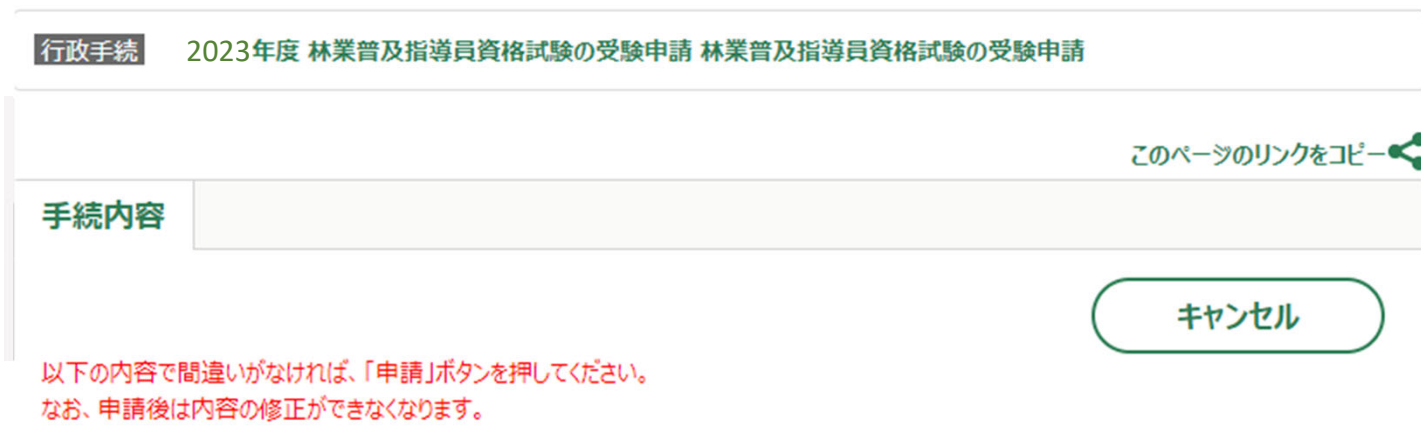 行政手続 2023年度 林業普及指導員資格試験の受験申請 林業普及指導員資格試験の受験申請
このページのリンクをコピー
手続内容
キャンセル
以下の内容で間違いがなければ、「申請」ボタンを押してください。
なお、申請後は内容の修正ができなくなります。